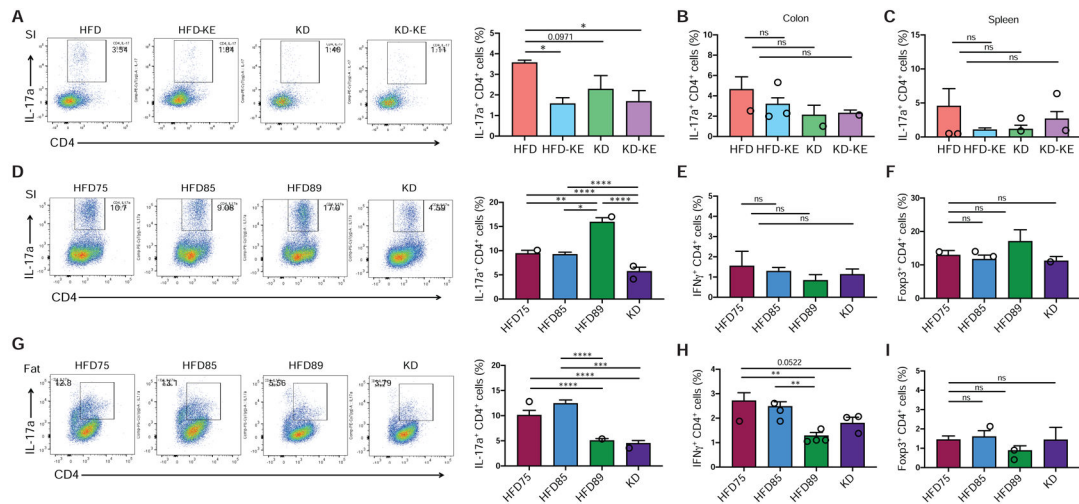 A
SI
HFD
HFD-KE
KD
KD-KE
3.54
1.84
1.40
1.11
IL-17a
CD4
IL-17a⁺ CD4⁺ cells (%)
*
0.0971
*
HFD
HFD-KE
KD
KD-KE
B
Colon
IL-17a⁺ CD4⁺ cells (%)
ns
ns
ns
HFD
HFD-KE
KD
KD-KE
C
Spleen
IL-17a⁺ CD4⁺ cells (%)
ns
ns
ns
HFD
HFD-KE
KD
KD-KE
D
SI
HFD75
HFD85
HFD89
KD
10.7
9.08
17.0
4.59
IL-17a
CD4
IL-17a⁺ CD4⁺ cells (%)
****
****
** ****
*
HFD75
HFD85
HFD89
KD
E
IFNγ⁺ CD4⁺ cells (%)
ns
ns
ns
HFD75
HFD85
HFD89
KD
F
Foxp3⁺ CD4⁺ cells (%)
ns
ns
ns
HFD75
HFD85
HFD89
KD
G
Fat
HFD75
HFD85
HFD89
KD
12.8
13.1
5.56
3.79
IL-17a
CD4
IL-17a⁺ CD4⁺ cells (%)
****
***
****
****
HFD75
HFD85
HFD89
KD
H
IFNγ⁺ CD4⁺ cells (%)
0.0522
**
**
HFD75
HFD85
HFD89
KD
I
Foxp3⁺ CD4⁺ cells (%)
ns
ns
ns
HFD75
HFD85
HFD89
KD